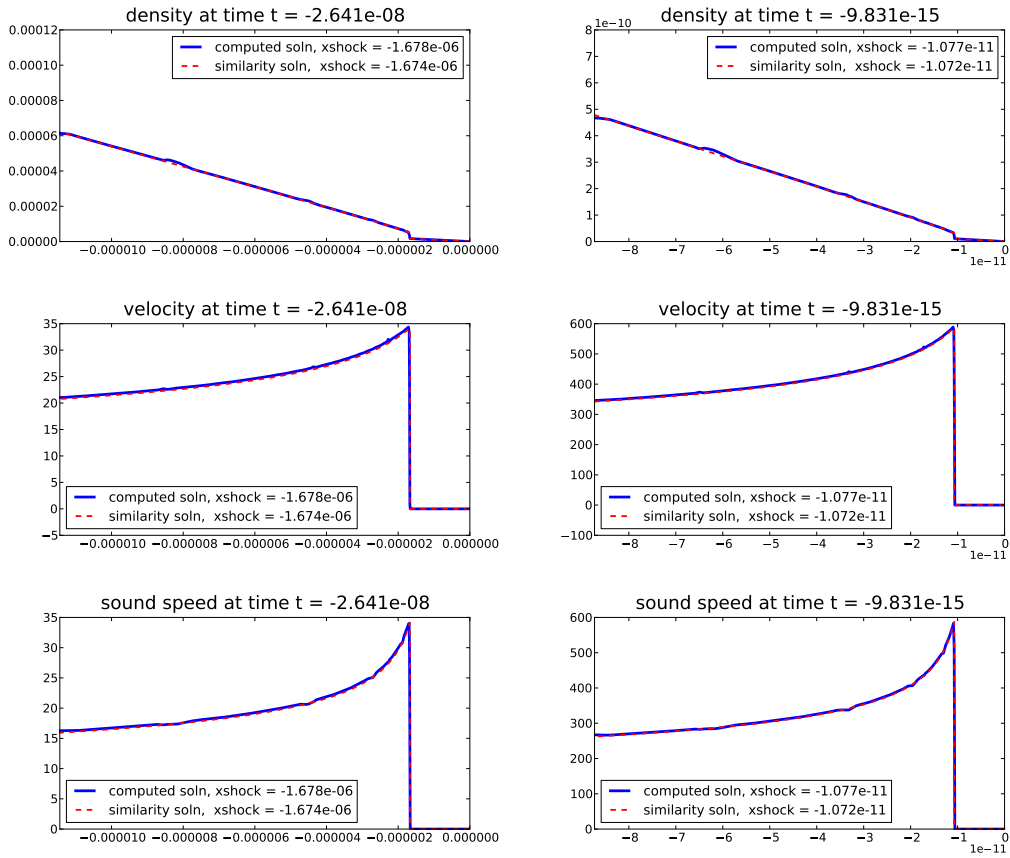 density at time t = -2.641e-08
0.00012
0.00010
0.00008
0.00006
0.00004
0.00002
0.00000
computed soln, xshock = -1.678e-06
similarity soln,  xshock = -1.674e-06
−0.000010 −0.000008 −0.000006 −0.000004 −0.000002 0.000000
density at time t = -9.831e-15
1e−10
8
7
6
5
4
3
2
1
0
computed soln, xshock = -1.077e-11
similarity soln,  xshock = -1.072e-11
−8 −7 −6 −5 −4 −3 −2 −1 0
1e−11
velocity at time t = -2.641e-08
35
30
25
20
15
10
5
0
−5
computed soln, xshock = -1.678e-06
similarity soln,  xshock = -1.674e-06
−0.000010 −0.000008 −0.000006 −0.000004 −0.000002 0.000000
velocity at time t = -9.831e-15
600
500
400
300
200
100
0
−100
computed soln, xshock = -1.077e-11
similarity soln,  xshock = -1.072e-11
−8 −7 −6 −5 −4 −3 −2 −1 0
1e−11
sound speed at time t = -2.641e-08
35
30
25
20
15
10
5
0
computed soln, xshock = -1.678e-06
similarity soln,  xshock = -1.674e-06
−0.000010 −0.000008 −0.000006 −0.000004 −0.000002 0.000000
sound speed at time t = -9.831e-15
600
500
400
300
200
100
0
computed soln, xshock = -1.077e-11
similarity soln,  xshock = -1.072e-11
−8 −7 −6 −5 −4 −3 −2 −1 0
1e−11